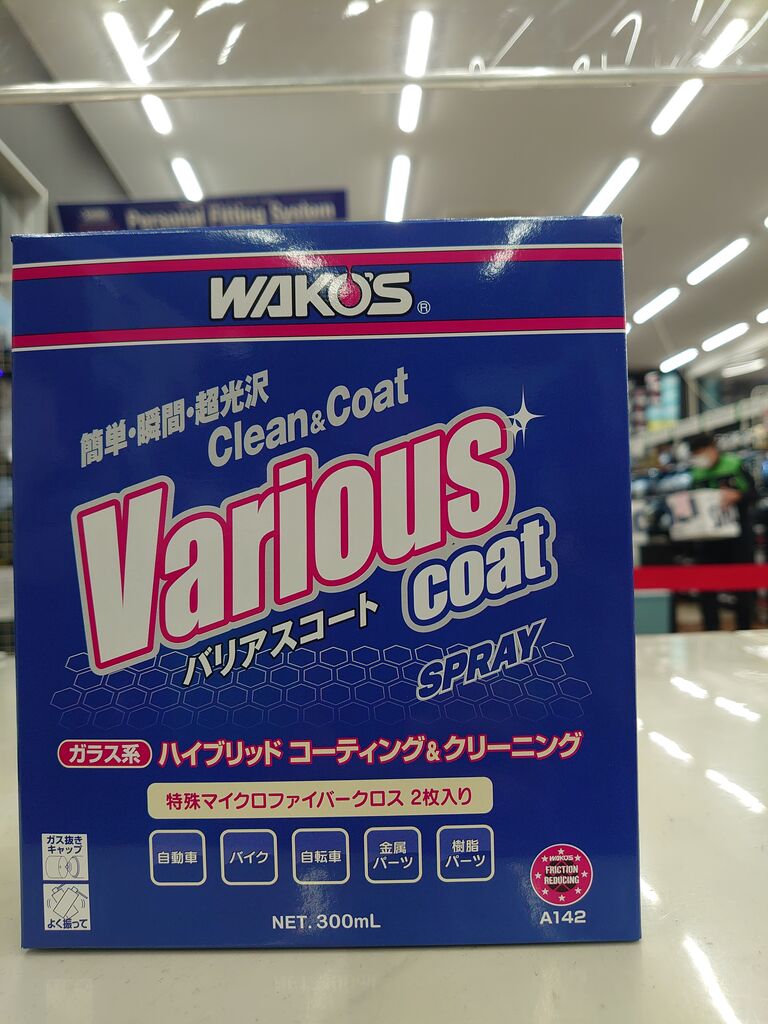 Personal Fitting System
WAKO'S®
簡単・瞬間・超光沢
Clean&Coat
Various
coat
バリアスコート
SPRAY
ガラス系 ハイブリッド コーティング&クリーニング
特殊マイクロファイバークロス 2枚入り
ガス抜き
キャップ
自動車
バイク
自転車
金属
パーツ
樹脂
パーツ
よく振って
WAKO'S
FRICTION
REDUCING
NET. 300mL
A142